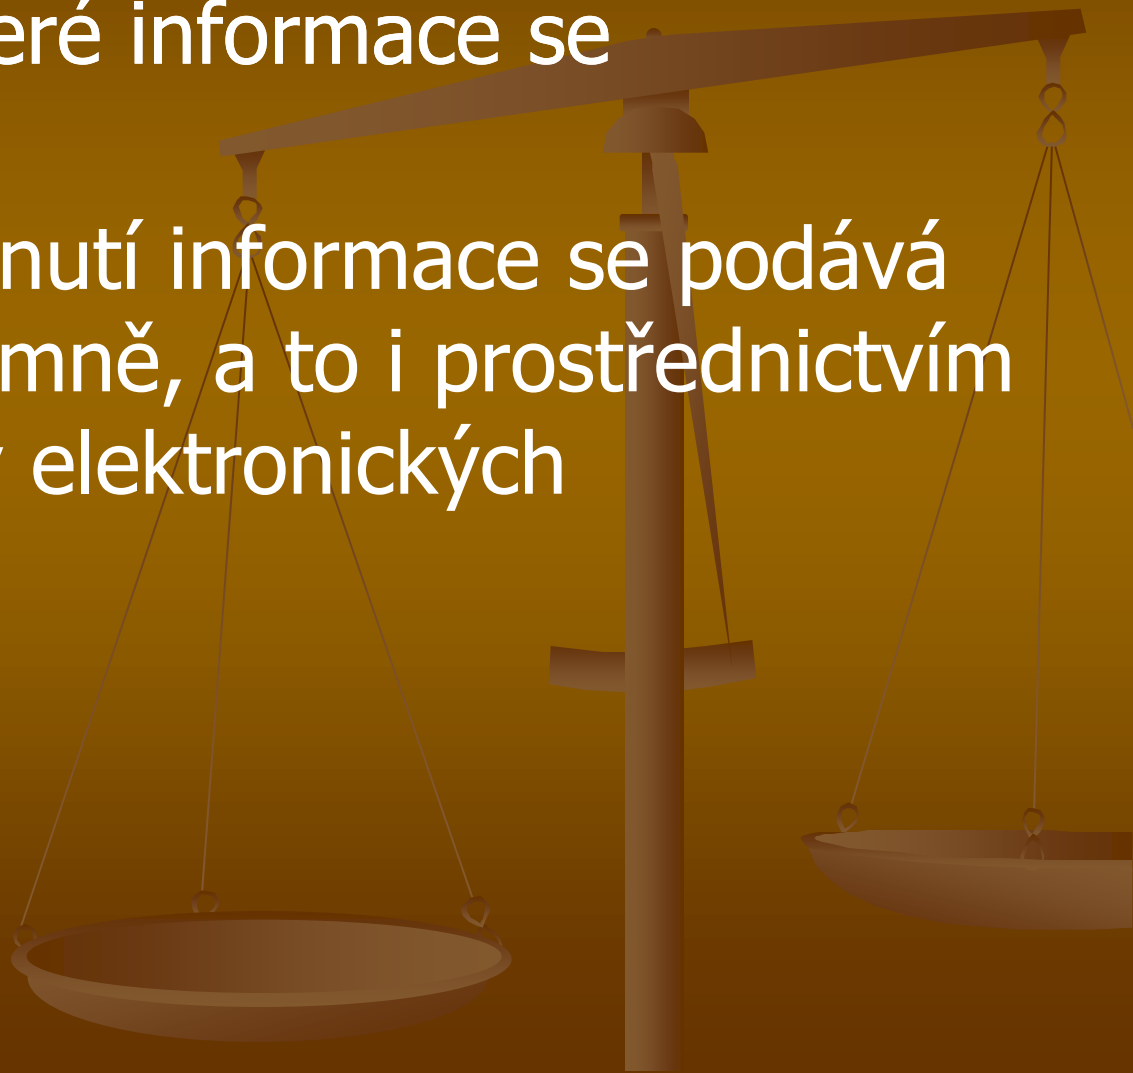 eré informace se
nutí informace se podává
mně, a to i prostřednictvím
elektronických